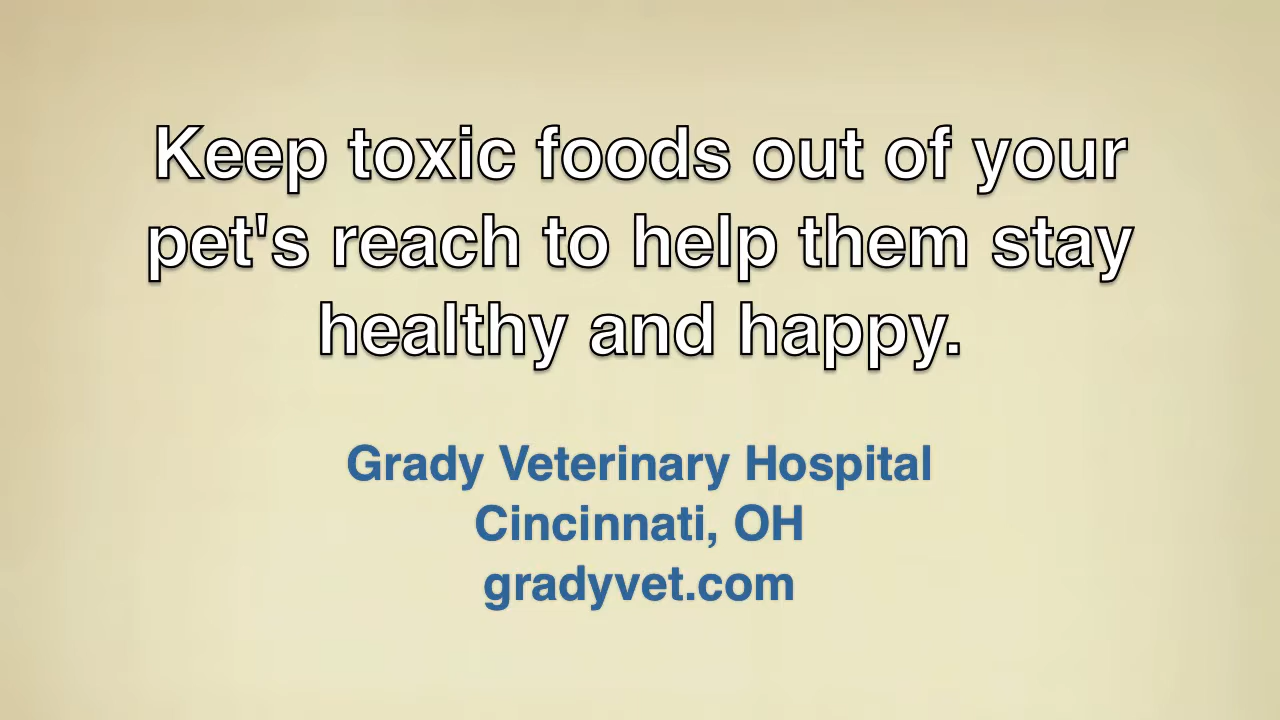 Keep toxic foods out of your
pet's reach to help them stay
healthy and happy.
Grady Veterinary Hospital
Cincinnati, OH
gradyvet.com